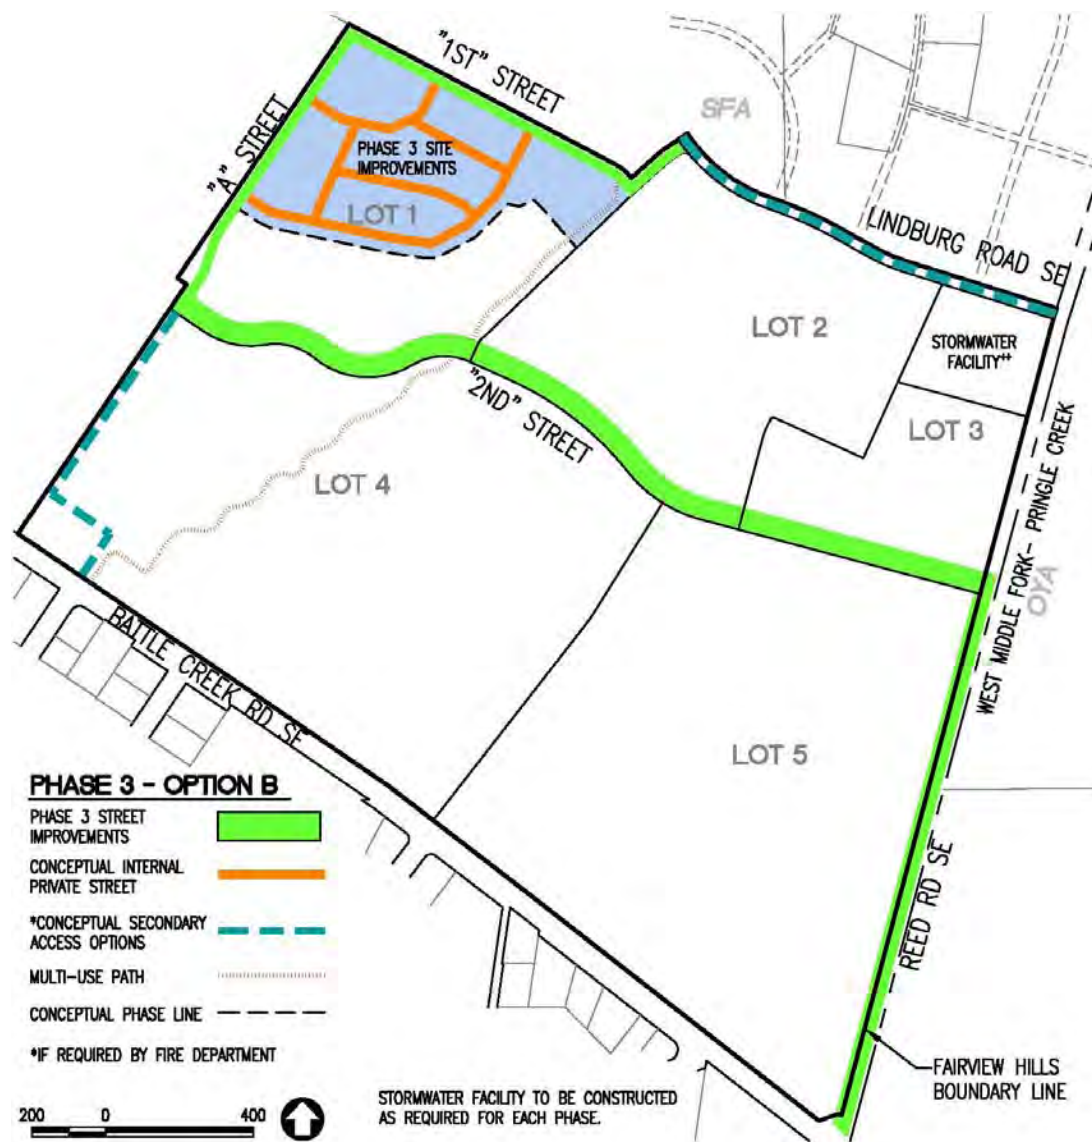 "1ST" STREET
SFA
"A" STREET
PHASE 3 SITE
IMPROVEMENTS
LOT 1
LINDBURG ROAD SE
LOT 2
STORMWATER
FACILITY++
LOT 3
"2ND" STREET
LOT 4
WEST MIDDLE FORK- PRINGLE CREEK
OYA
BATTLE CREEK RD SE
LOT 5
REED RD SE
PHASE 3 - OPTION B
PHASE 3 STREET
IMPROVEMENTS
CONCEPTUAL INTERNAL
PRIVATE STREET
*CONCEPTUAL SECONDARY
ACCESS OPTIONS
MULTI-USE PATH
CONCEPTUAL PHASE LINE
*IF REQUIRED BY FIRE DEPARTMENT
200 0 400
STORMWATER FACILITY TO BE CONSTRUCTED
AS REQUIRED FOR EACH PHASE.
FAIRVIEW HILLS
BOUNDARY LINE